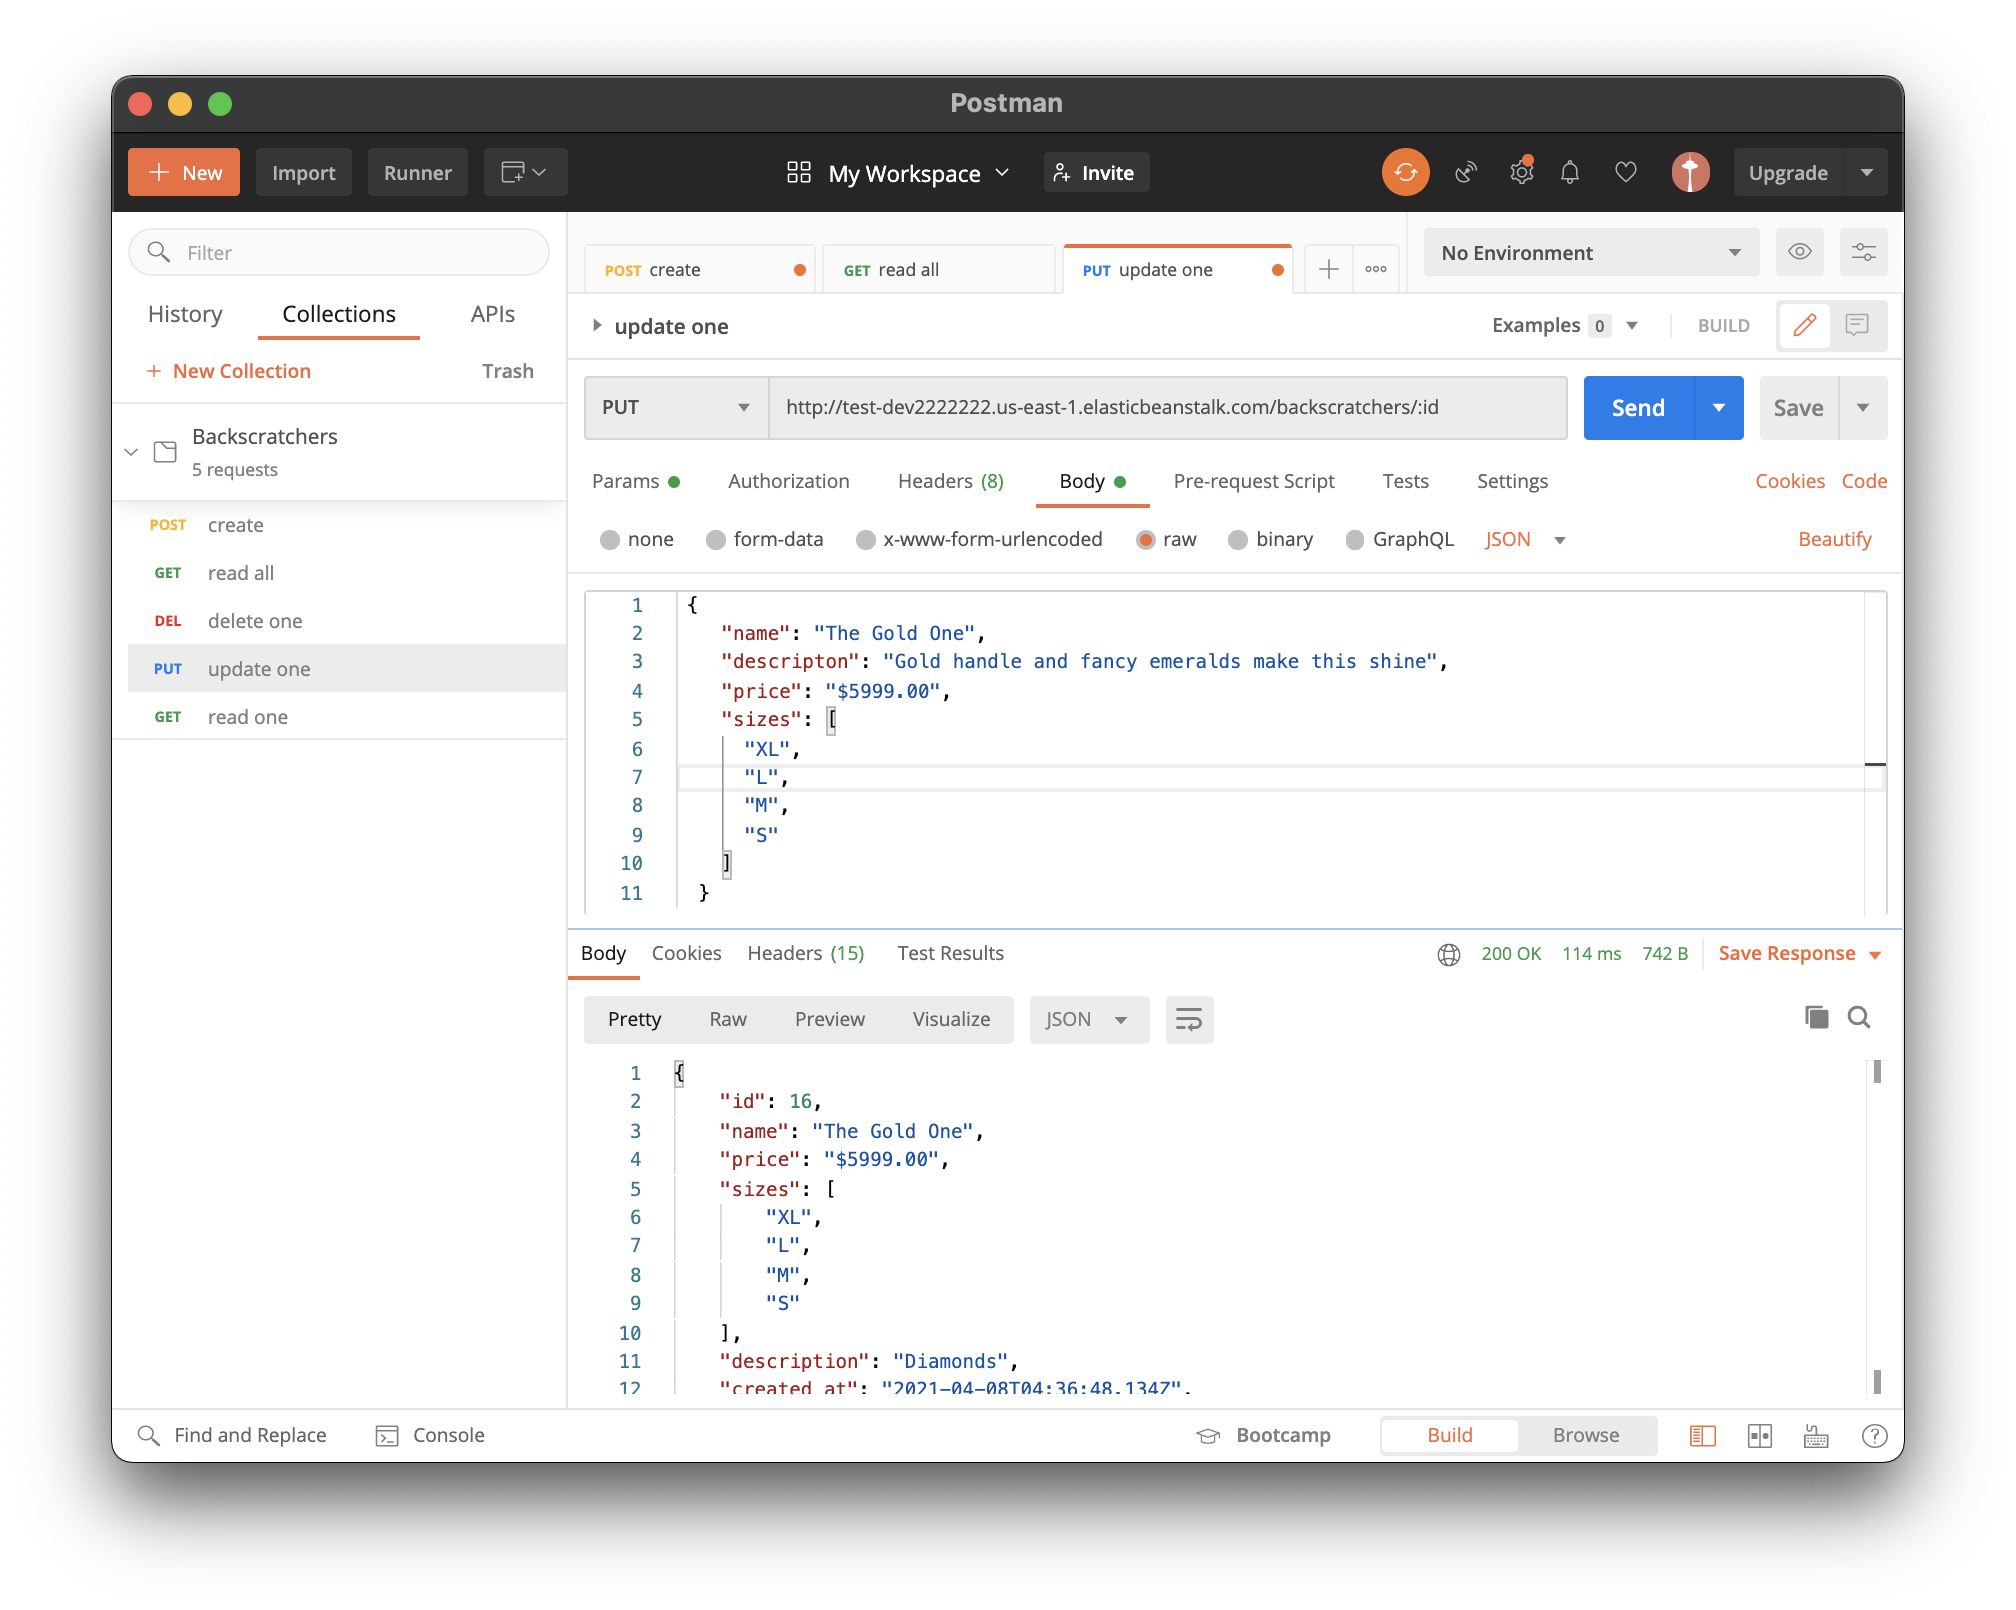 Postman
New Import Runner My Workspace Invite Upgrade
Filter
History Collections APIs
+ New Collection Trash
Backscratchers
5 requests
POST create
GET read all
DEL delete one
PUT update one
GET read one
POST create GET read all PUT update one + ooo No Environment
update one Examples 0 BUILD
PUT http://test-dev2222222.us-east-1.elasticbeanstalk.com/backscratchers/:id Send Save
Params Authorization Headers (8) Body Pre-request Script Tests Settings Cookies Code
none form-data x-www-form-urlencoded raw binary GraphQL JSON Beautify
1 {
2 "name": "The Gold One",
3 "descripton": "Gold handle and fancy emeralds make this shine",
4 "price": "$5999.00",
5 "sizes": [
6 "XL",
7 "L",
8 "M",
9 "S"
10 ]
11 }
Body Cookies Headers (15) Test Results 200 OK 114 ms 742 B Save Response
Pretty Raw Preview Visualize JSON
1 {
2 "id": 16,
3 "name": "The Gold One",
4 "price": "$5999.00",
5 "sizes": [
6 "XL",
7 "L",
8 "M",
9 "S"
10 ],
11 "description": "Diamonds",
12 "created_at": "2021-04-08T04:36:48.134Z",
Find and Replace Console Bootcamp Build Browse